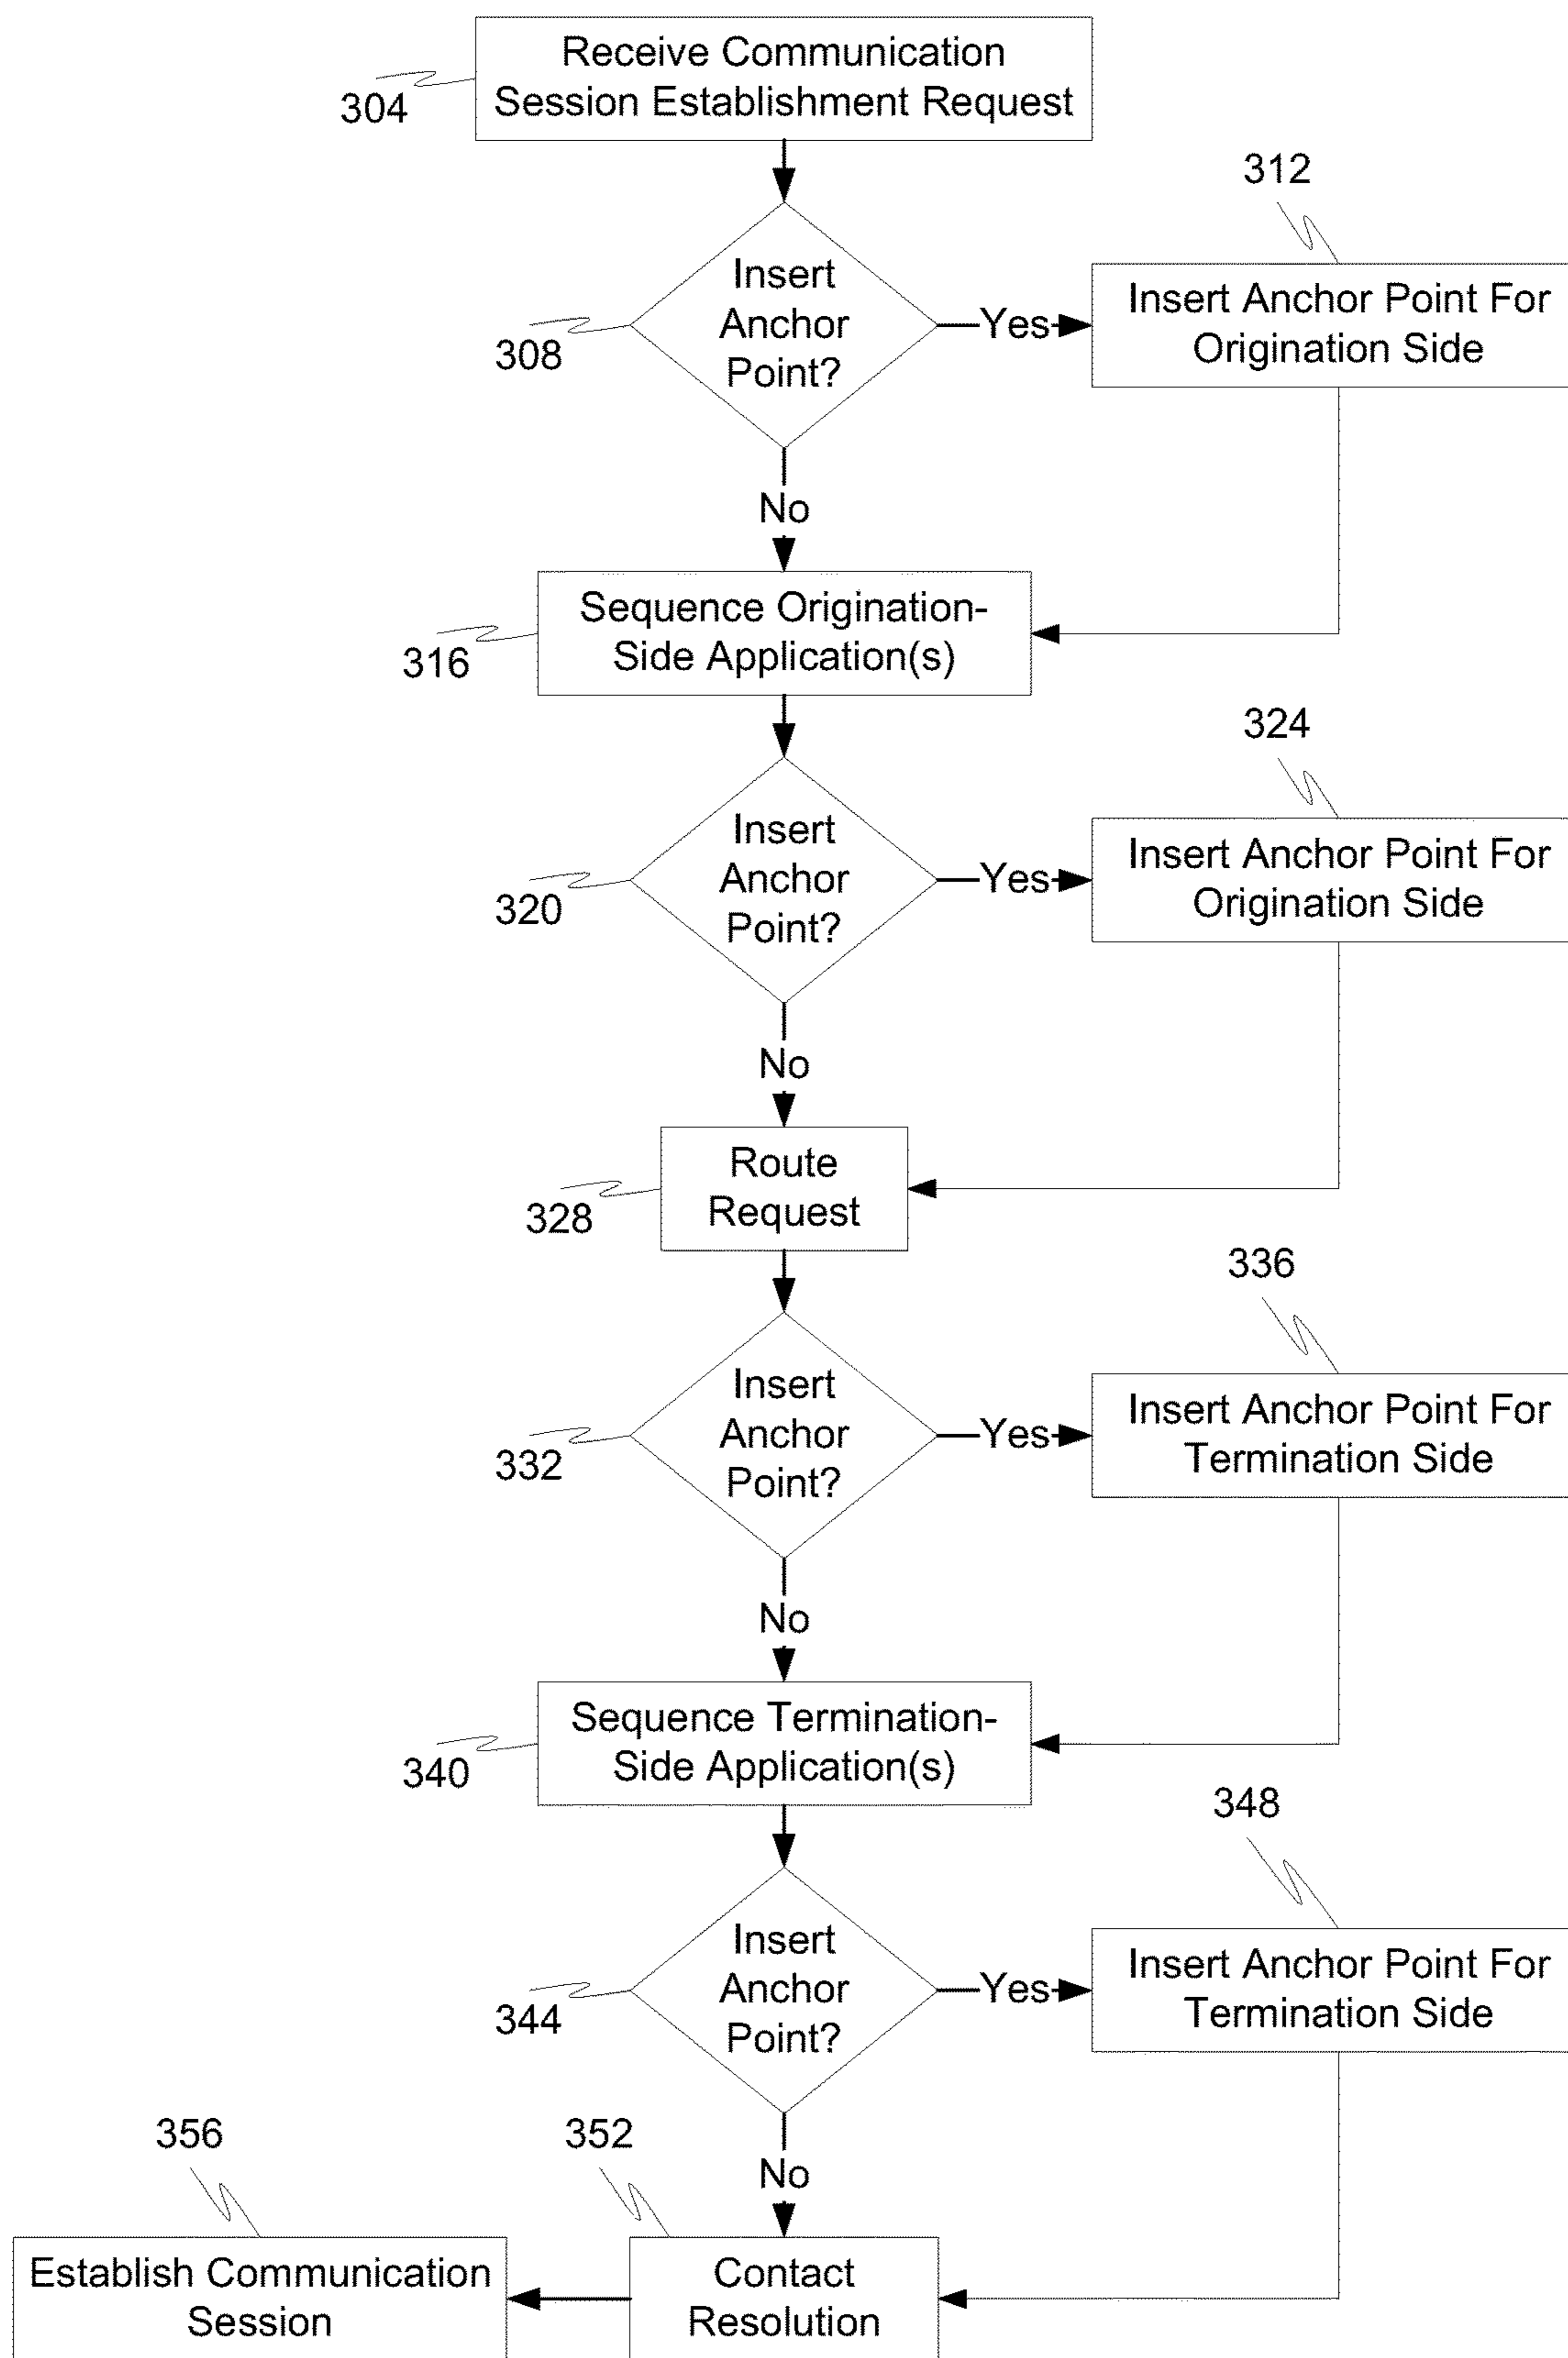 Receive Communication
Session Establishment Request
304
312
Insert
Anchor
Point?
308
Yes
Insert Anchor Point For
Origination Side
No
Sequence Origination-
Side Application(s)
316
324
Insert
Anchor
Point?
320
Yes
Insert Anchor Point For
Origination Side
No
Route
Request
328
336
Insert
Anchor
Point?
332
Yes
Insert Anchor Point For
Termination Side
No
Sequence Termination-
Side Application(s)
340
348
Insert
Anchor
Point?
344
Yes
Insert Anchor Point For
Termination Side
No
356
352
Establish Communication
Session
Contact
Resolution